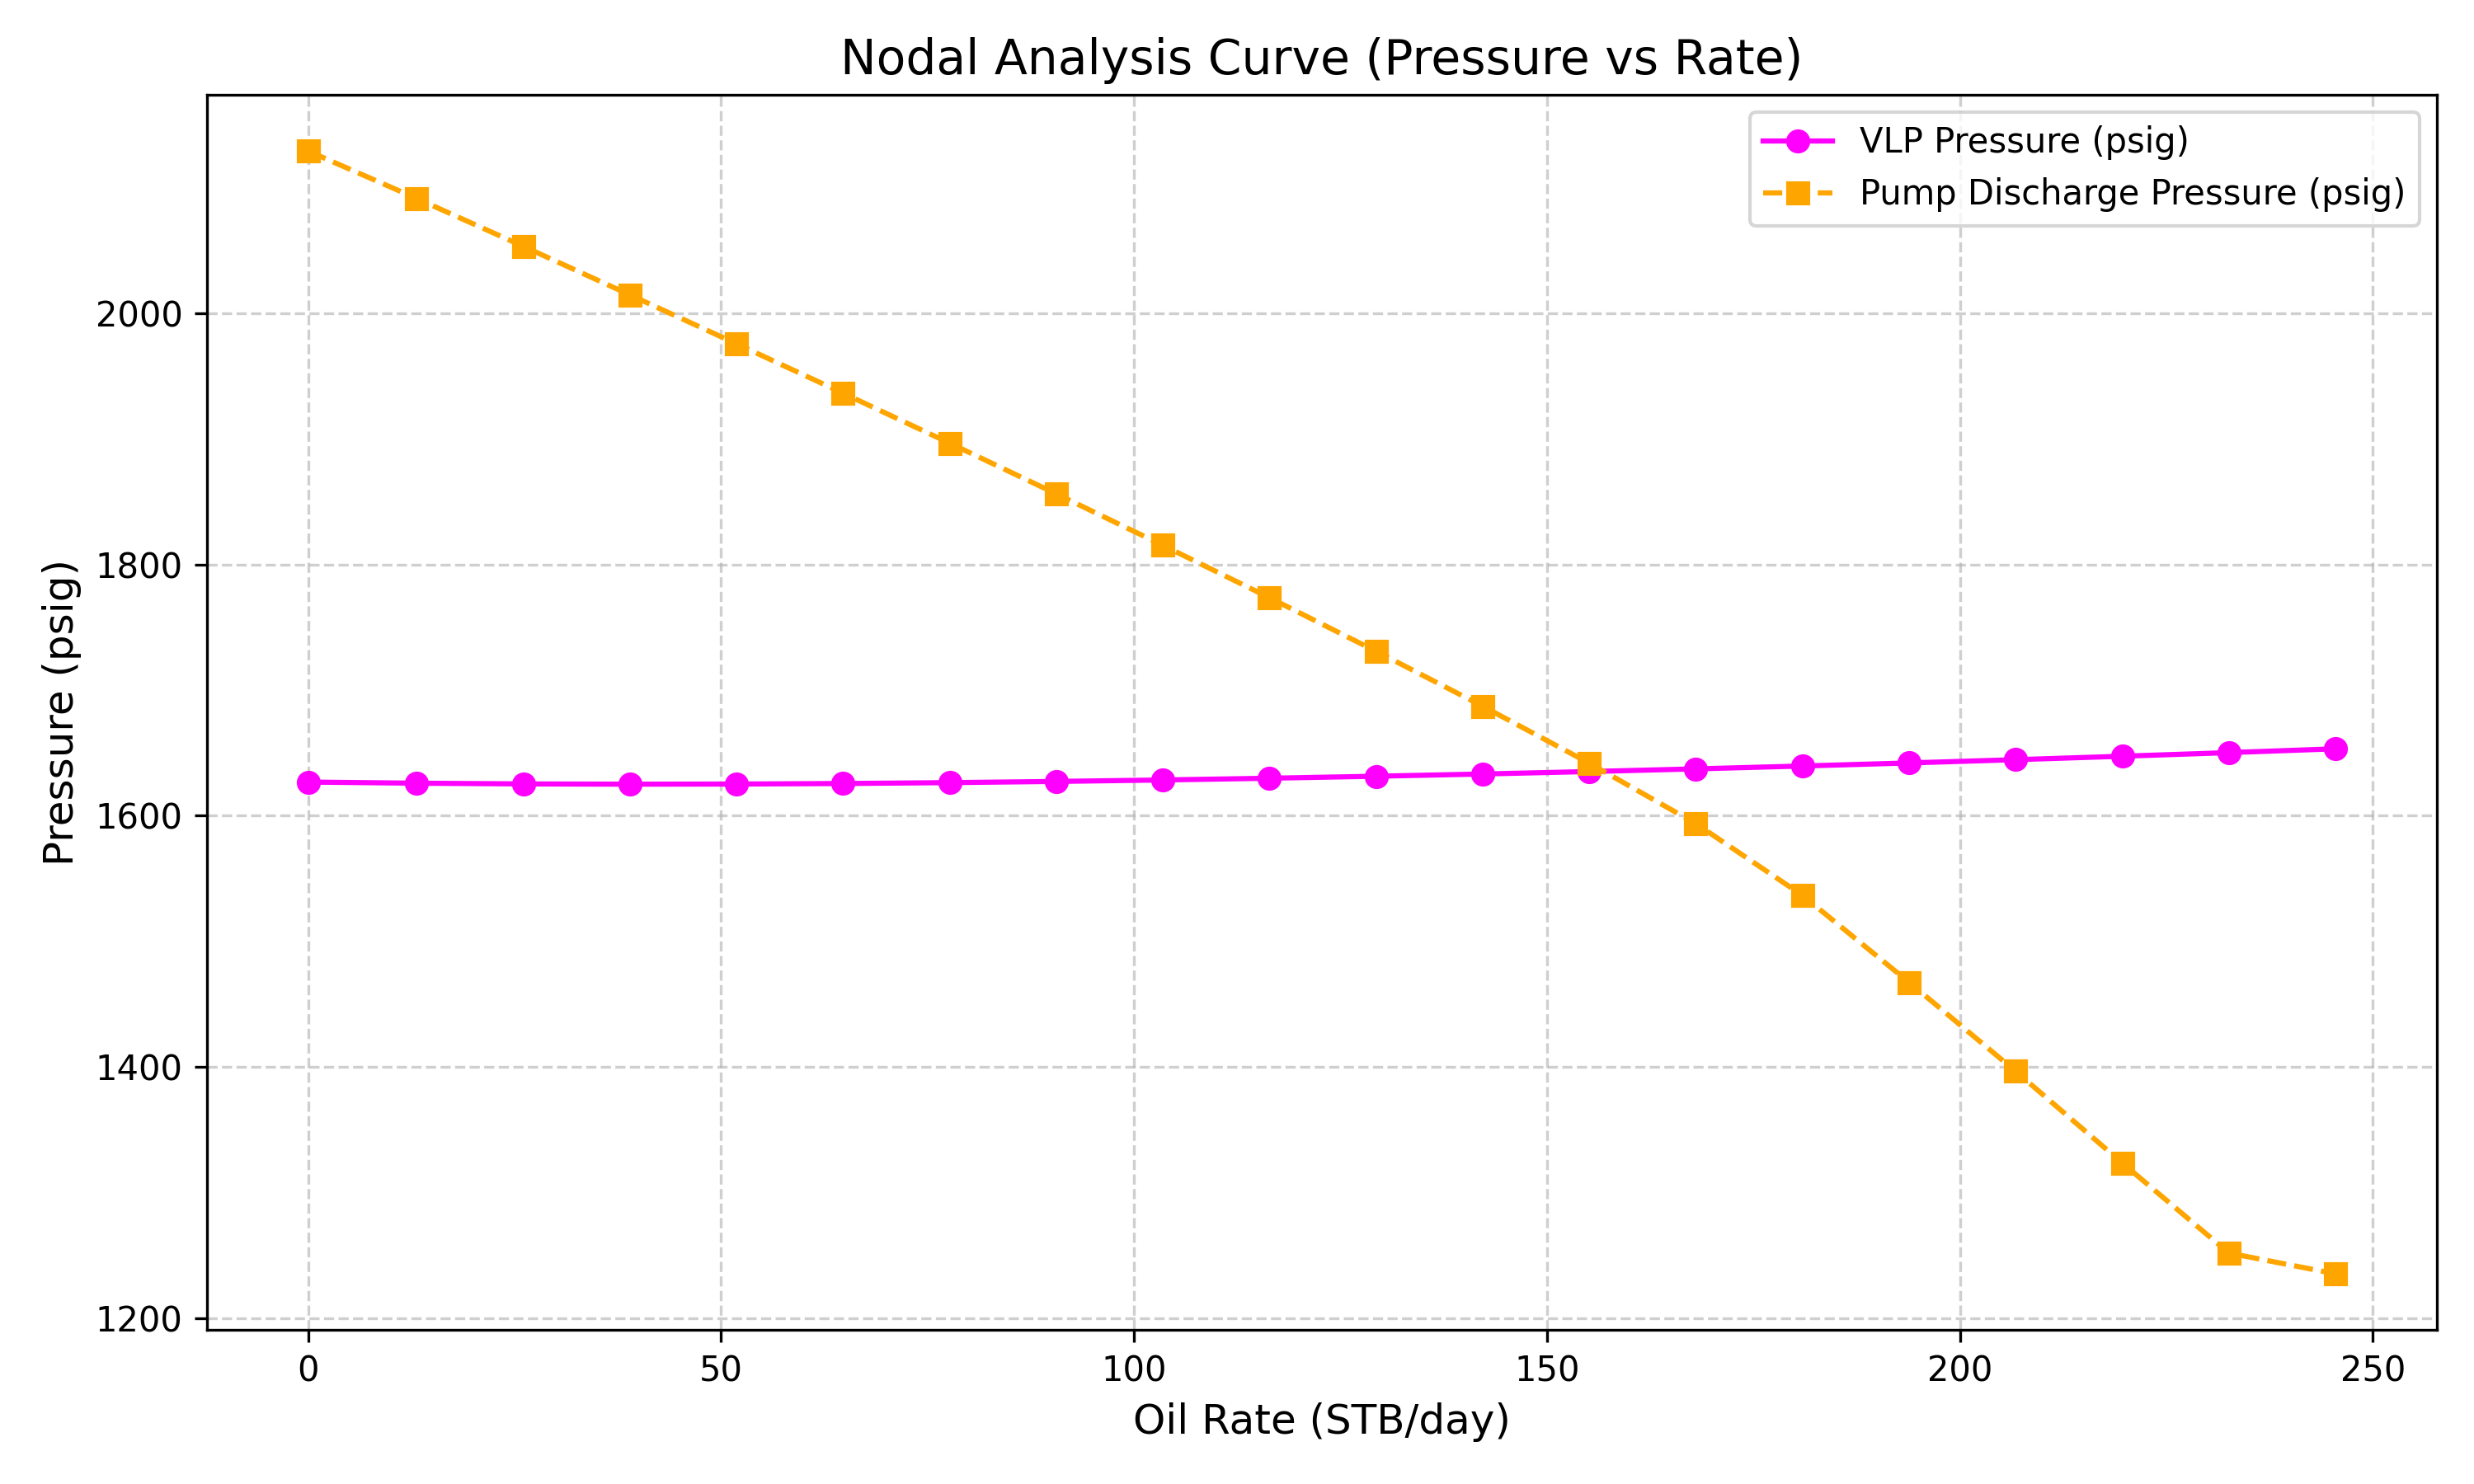 Nodal Analysis Curve (Pressure vs Rate)
VLP Pressure (psig)
Pump Discharge Pressure (psig)
Pressure (psig)
2000
1800
1600
1400
1200
0 50 100 150 200 250
Oil Rate (STB/day)